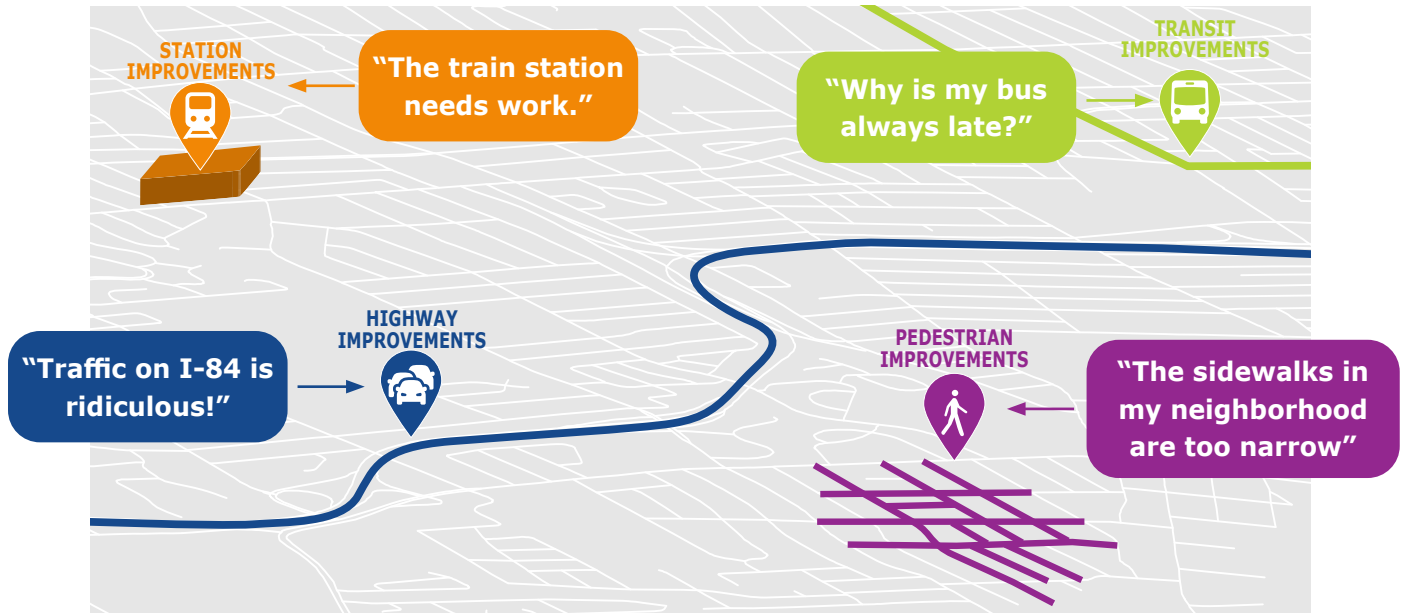 STATION
IMPROVEMENTS
“The train station
needs work.”
TRANSIT
IMPROVEMENTS
“Why is my bus
always late?”
HIGHWAY
IMPROVEMENTS
“Traffic on I-84 is
ridiculous!”
PEDESTRIAN
IMPROVEMENTS
“The sidewalks in
my neighborhood
are too narrow”